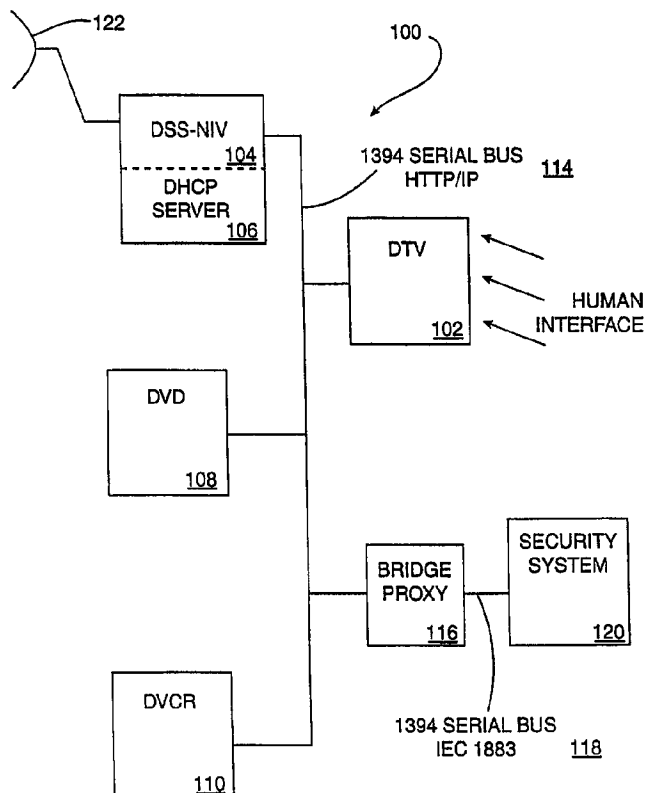 122
100
DSS-NIV
104
DHCP
SERVER
106
1394 SERIAL BUS
HTTP/IP
114
DTV
102
HUMAN
INTERFACE
DVD
108
BRIDGE
PROXY
116
SECURITY
SYSTEM
120
DVCR
110
1394 SERIAL BUS
IEC 1883
118